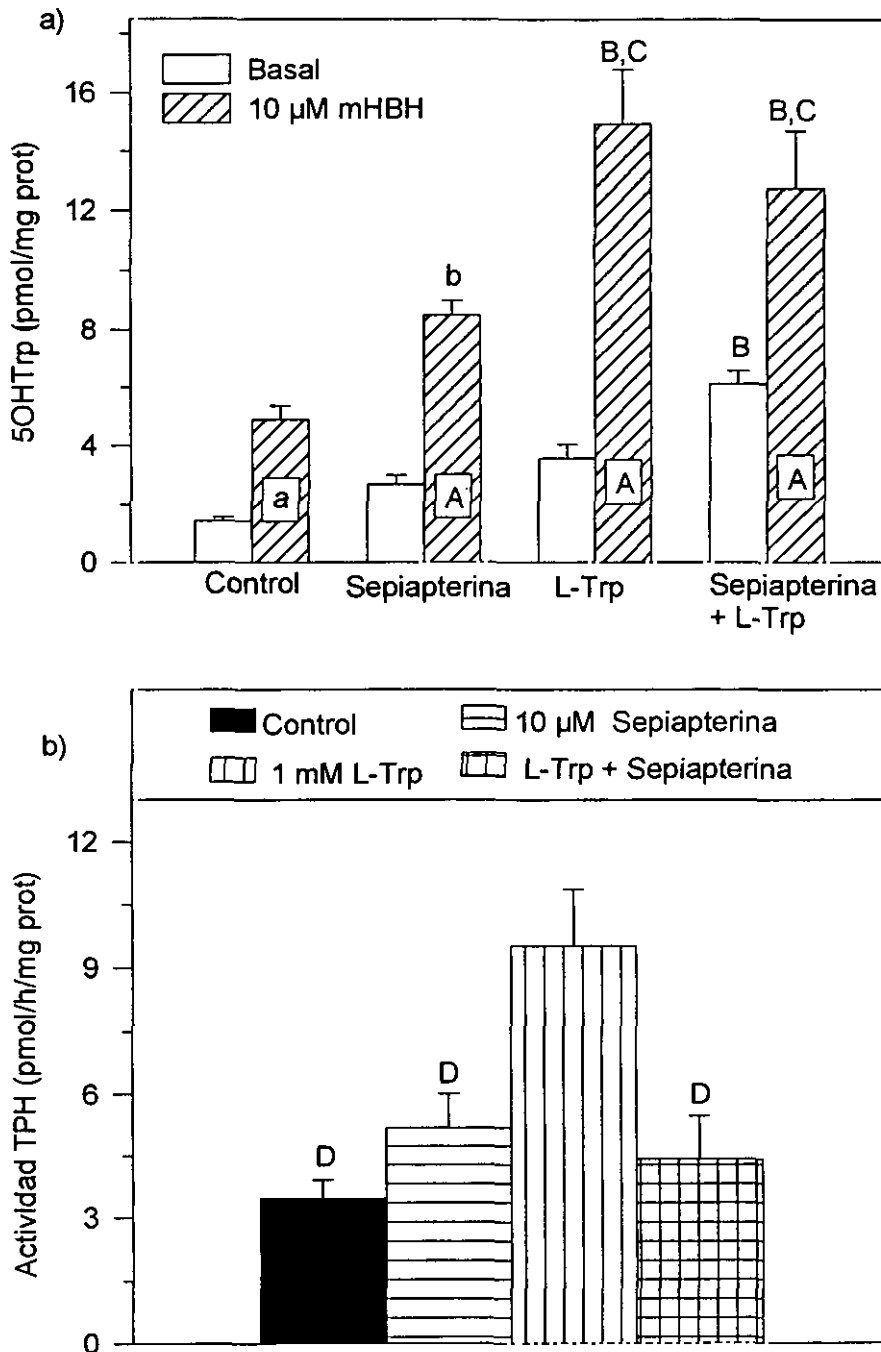 a)
Basal
10 µM mHBH
B,C
B,C
b
B
a
A
A
A
16
12
8
4
0
5OHTrp (pmol/mg prot)
Control
Sepiapterina
L-Trp
Sepiapterina
+ L-Trp
b)
Control
10 µM Sepiapterina
1 mM L-Trp
L-Trp + Sepiapterina
12
9
6
3
0
Actividad TPH (pmol/h/mg prot)
D
D
D